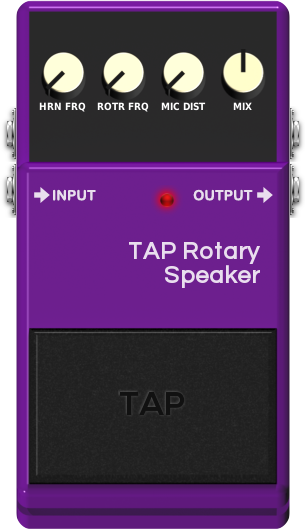 HRN FRQ ROTR FRQ MIC DIST MIX
INPUT OUTPUT
TAP Rotary
Speaker
TAP